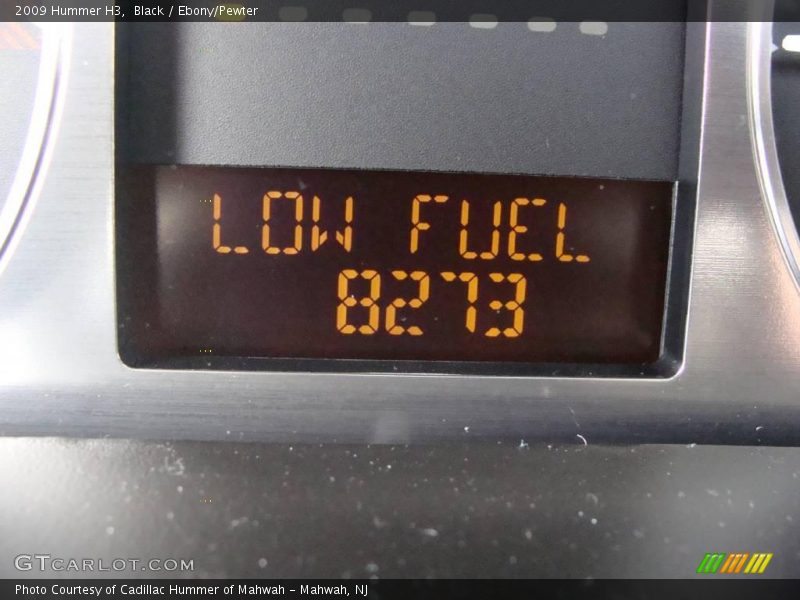 2009 Hummer H3, Black / Ebony/Pewter
LOW FUEL
8273
GTCARLOT.COM
Photo Courtesy of Cadillac Hummer of Mahwah - Mahwah, NJ